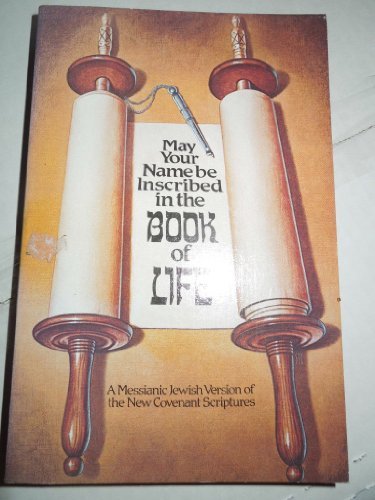 May
Your
Name be
Inscribed
in the
BOOK
of
LIFE
A Messianic Jewish Version of
the New Covenant Scriptures